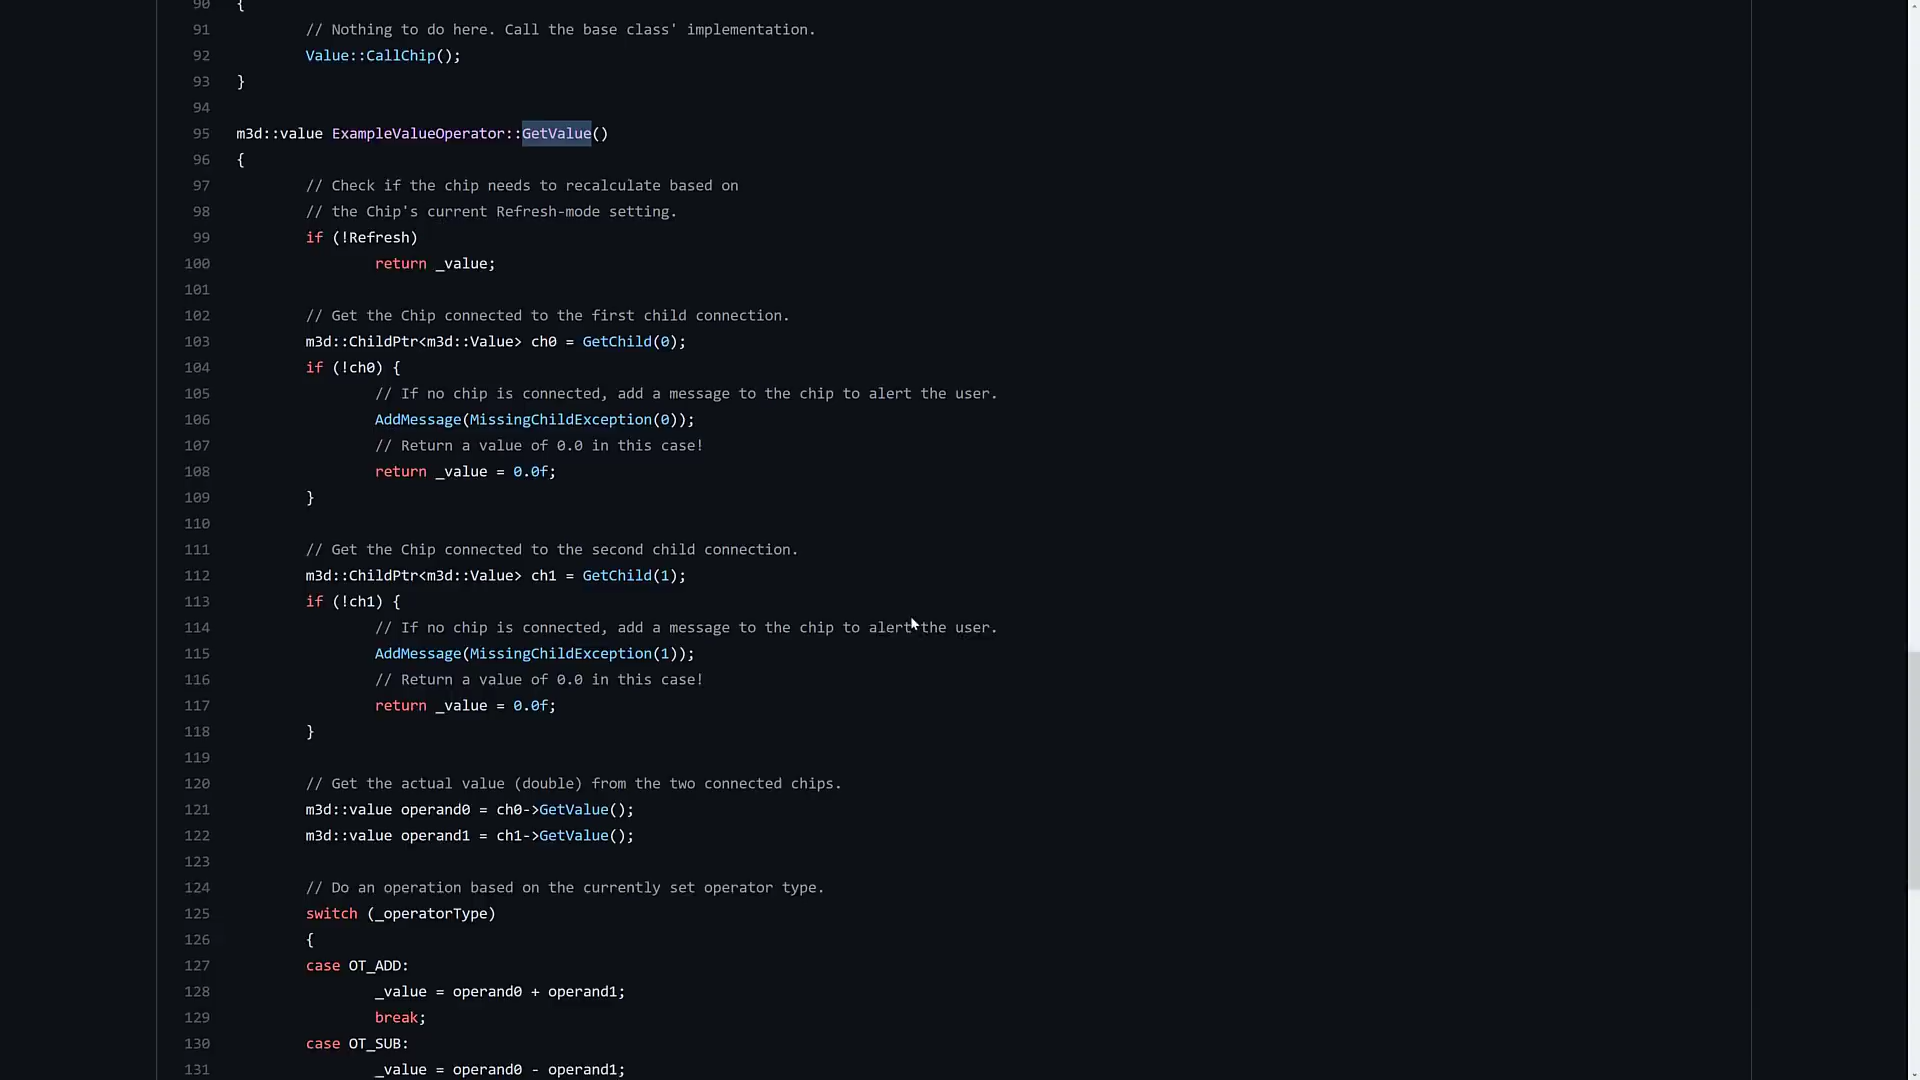 90 {
91 // Nothing to do here. Call the base class' implementation.
92 Value::CallChip();
93 }
94
95 m3d::value ExampleValueOperator::GetValue()
96 {
97 // Check if the chip needs to recalculate based on
98 // the Chip's current Refresh-mode setting.
99 if (!Refresh)
100 return _value;
101
102 // Get the Chip connected to the first child connection.
103 m3d::ChildPtr<m3d::Value> ch0 = GetChild(0);
104 if (!ch0) {
105 // If no chip is connected, add a message to the chip to alert the user.
106 AddMessage(MissingChildException(0));
107 // Return a value of 0.0 in this case!
108 return _value = 0.0f;
109 }
110
111 // Get the Chip connected to the second child connection.
112 m3d::ChildPtr<m3d::Value> ch1 = GetChild(1);
113 if (!ch1) {
114 // If no chip is connected, add a message to the chip to alert the user.
115 AddMessage(MissingChildException(1));
116 // Return a value of 0.0 in this case!
117 return _value = 0.0f;
118 }
119
120 // Get the actual value (double) from the two connected chips.
121 m3d::value operand0 = ch0->GetValue();
122 m3d::value operand1 = ch1->GetValue();
123
124 // Do an operation based on the currently set operator type.
125 switch (_operatorType)
126 {
127 case OT_ADD:
128 _value = operand0 + operand1;
129 break;
130 case OT_SUB:
131 _value = operand0 - operand1;